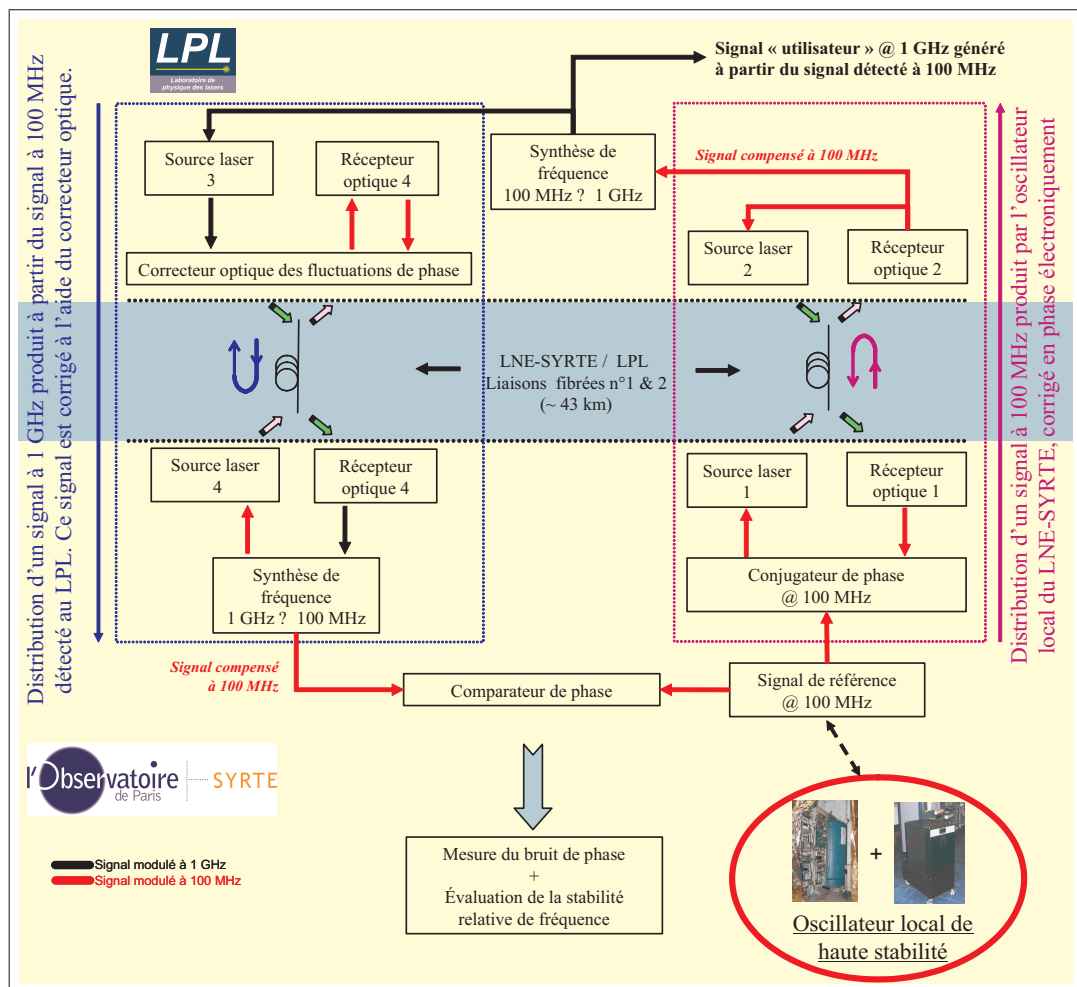 LPL
Laboratoire de
physique des lasers
Signal « utilisateur » @ 1 GHz généré
à partir du signal détecté à 100 MHz
Distribution d'un signal à 1 GHz produit à partir du signal à 100 MHz
détecté au LPL. Ce signal est corrigé à l'aide du correcteur optique.
Source laser
3
Récepteur
optique 4
Synthèse de
fréquence
100 MHz ? 1 GHz
Signal compensé à 100 MHz
Source laser
2
Récepteur
optique 2
Correcteur optique des fluctuations de phase
LNE-SYRTE / LPL
Liaisons fibrées n°1 & 2
(~ 43 km)
Source laser
4
Récepteur
optique 4
Source laser
1
Récepteur
optique 1
Synthèse de
fréquence
1 GHz ? 100 MHz
Conjugateur de phase
@ 100 MHz
Distribution d'un signal à 100 MHz produit par l'oscillateur
local du LNE-SYRTE, corrigé en phase électroniquement
Signal compensé
à 100 MHz
Comparateur de phase
Signal de référence
@ 100 MHz
l'Observatoire
de Paris
SYRTE
Signal modulé à 1 GHz
Signal modulé à 100 MHz
Mesure du bruit de phase
+
Évaluation de la stabilité
relative de fréquence
+
Oscillateur local de
haute stabilité